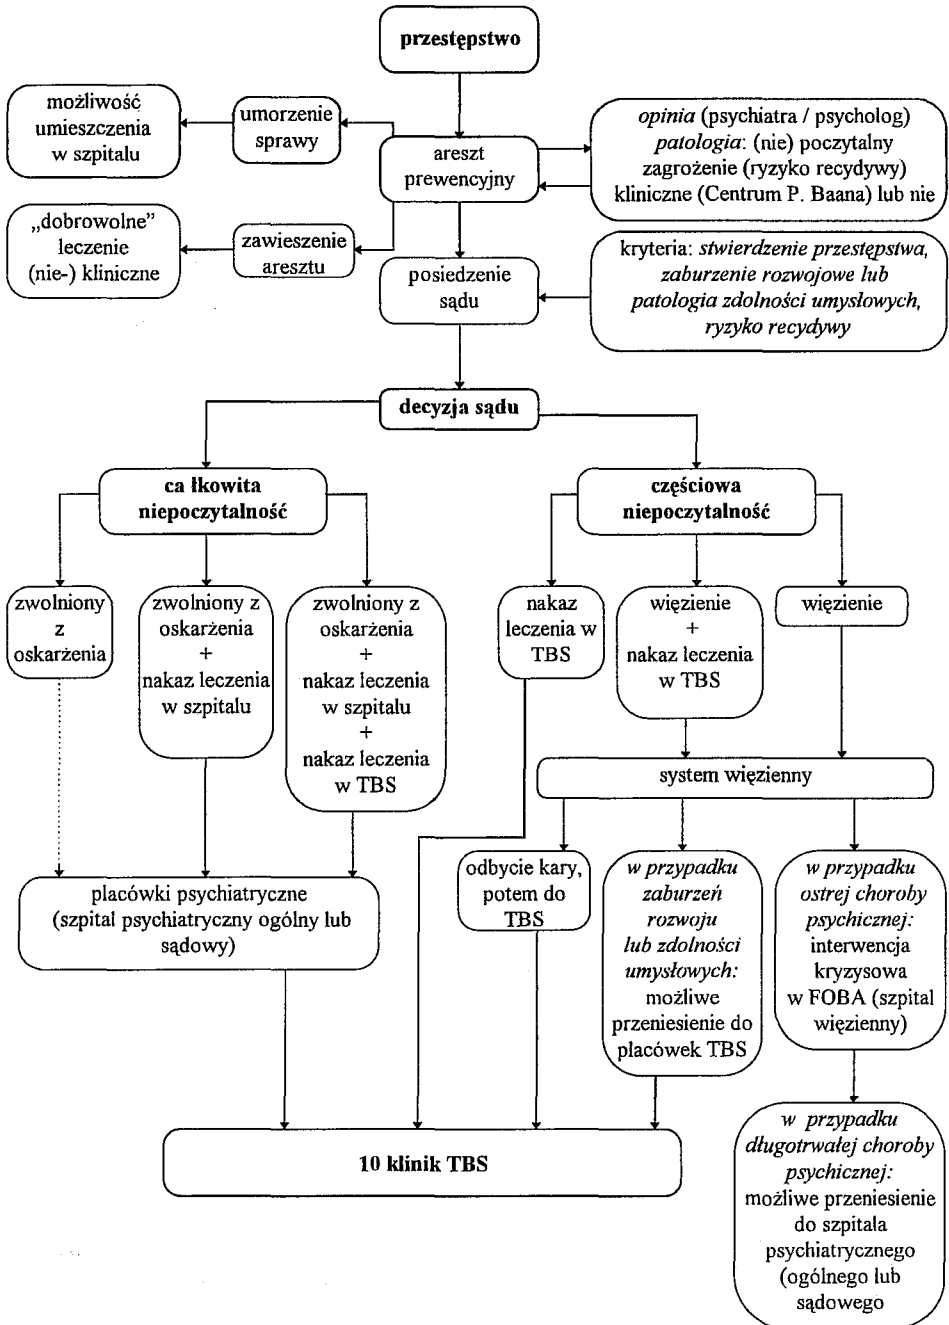 przestępstwo
możliwość
umieszczenia
w szpitalu
umorzenie
sprawy
areszt
prewencyjny
opinia (psychiatra / psycholog)
patologia: (nie) poczytalny
zagrożenie (ryzyko recydywy)
kliniczne (Centrum P. Baana) lub nie
„dobrowolne”
leczenie
(nie-) kliniczne
zawieszenie
aresztu
posiedzenie
sądu
kryteria: stwierdzenie przestępstwa,
zaburzenie rozwojowe lub
patologia zdolności umysłowych,
ryzyko recydywy
decyzja sądu
ca łkowita
niepoczytalność
częściowa
niepoczytalność
zwolniony
z
oskarżenia
zwolniony z
oskarżenia
+
nakaz leczenia
w szpitalu
zwolniony z
oskarżenia
+
nakaz leczenia
w szpitalu
+
nakaz leczenia
w TBS
nakaz
leczenia w
TBS
więzienie
+
nakaz leczenia
w TBS
więzienie
system więzienny
placówki psychiatryczne
(szpital psychiatryczny ogólny lub
sądowy)
odbycie kary,
potem do
TBS
w przypadku
zaburzeń
rozwoju
lub zdolności
umysłowych:
możliwe
przeniesienie do
placówek TBS
w przypadku
ostrej choroby
psychicznej:
interwencja
kryzysowa
w FOBA (szpital
więzienny)
10 klinik TBS
w przypadku
długotrwałej choroby
psychicznej:
możliwe przeniesienie
do szpitala
psychiatrycznego
(ogólnego lub
sądowego